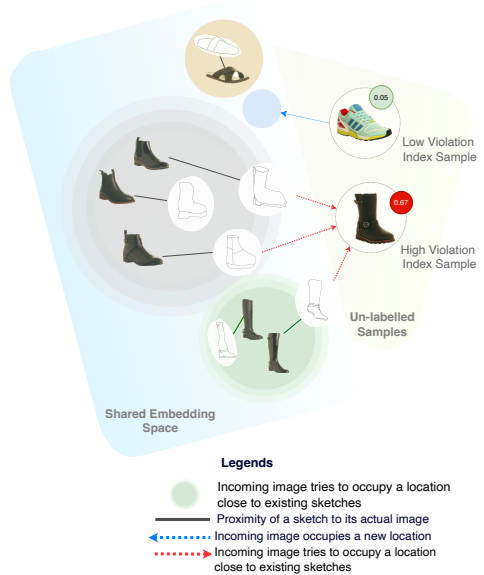 0.05
Low Violation
Index Sample
0.67
High Violation
Index Sample
Un-labelled
Samples
Shared Embedding
Space
Legends
Incoming image tries to occupy a location
close to existing sketches
Proximity of a sketch to its actual image
Incoming image occupies a new location
Incoming image tries to occupy a location
close to existing sketches